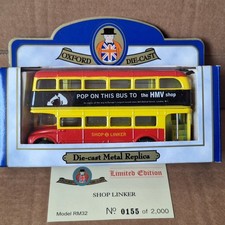 OXFORD DIE-CAST
POP ON THIS BUS TO the HMV shop
SHOP LINKER
Die-cast Metal Replica
Limited Edition
SHOP LINKER
Model RM32 No 0155 of 2,000